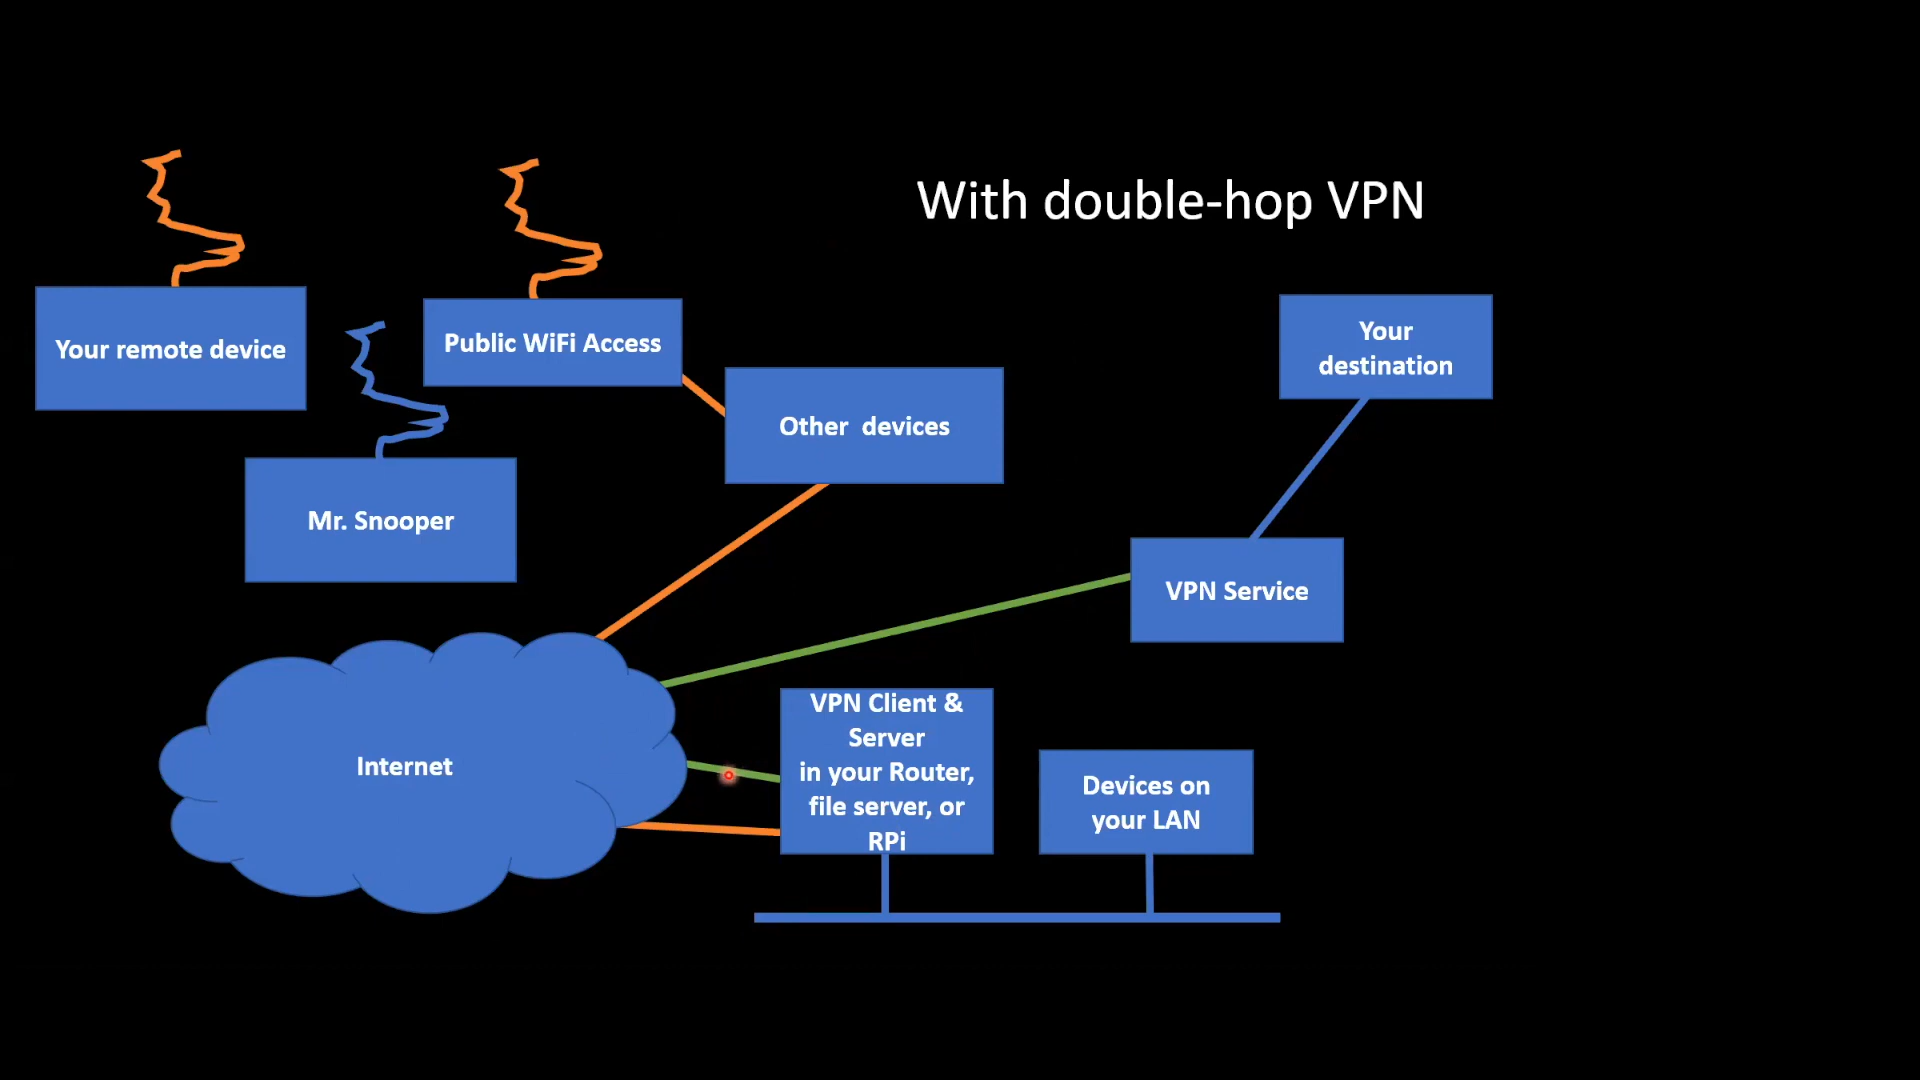 With double-hop VPN
Your remote device
Public WiFi Access
Your
destination
Other  devices
Mr. Snooper
VPN Service
Internet
VPN Client &
Server
in your Router,
file server, or
RPi
Devices on
your LAN